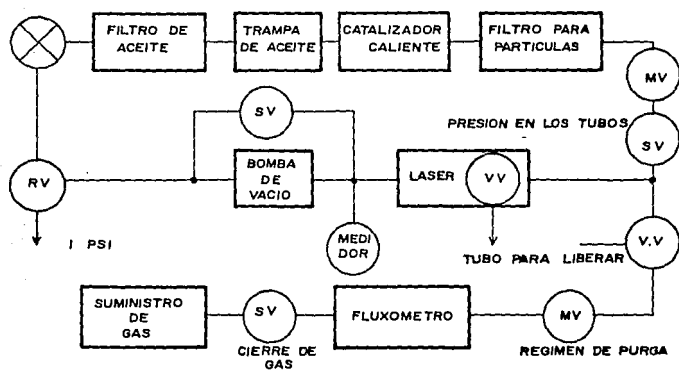 FILTRO DE
ACEITE
TRAMPA
DE ACEITE
CATALIZADOR
CALIENTE
FILTRO PARA
PARTICULAS
MV
SV
PRESION EN LOS TUBOS
SV
RV
BOMBA
DE
VACIO
LASER
VV
1 PSI
MEDI
DOR
TUBO PARA LIBERAR
V.V
SUMINISTRO
DE
GAS
SV
FLUXOMETRO
MV
CIERRE DE
GAS
REGIMEN DE PURGA